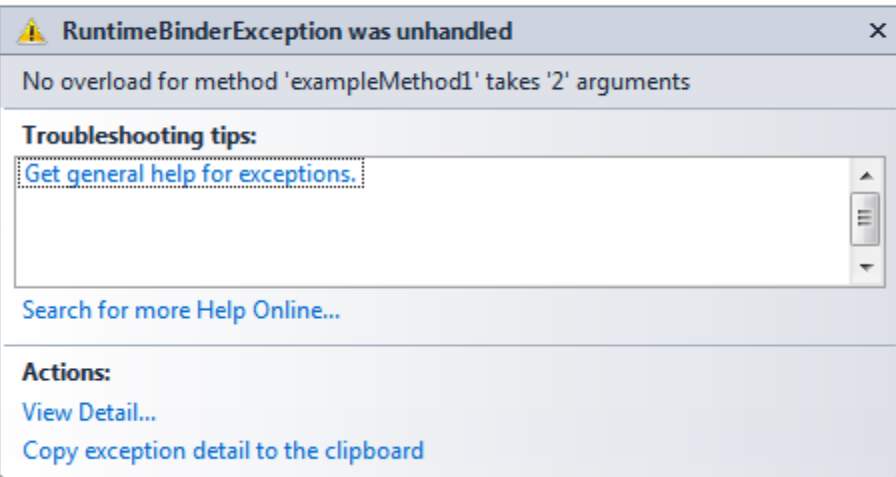 RuntimeBinderException was unhandled
No overload for method 'exampleMethod1' takes '2' arguments
Troubleshooting tips:
Get general help for exceptions.
Search for more Help Online...
Actions:
View Detail...
Copy exception detail to the clipboard